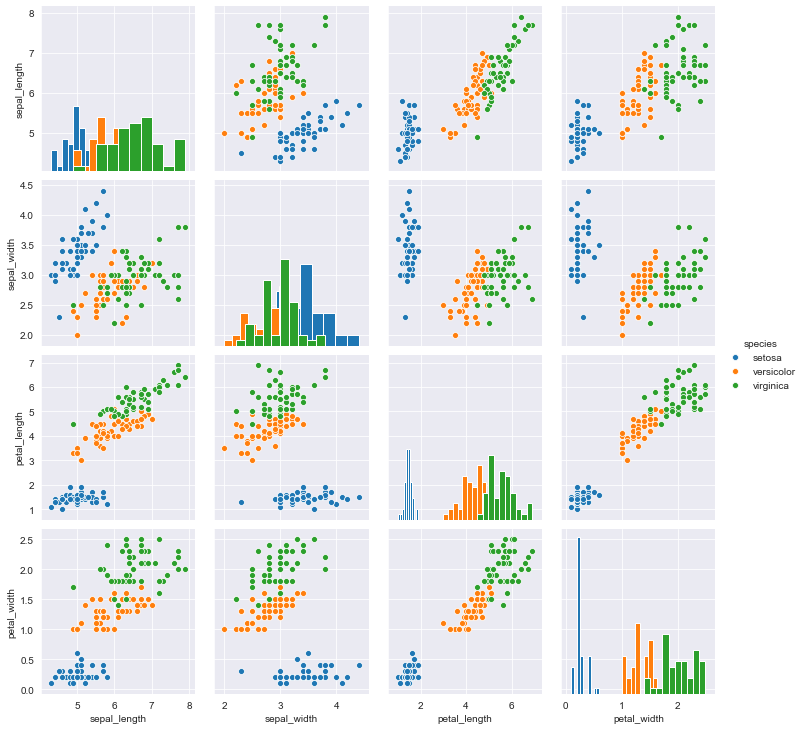 sepal_length
8
7
6
5
sepal_width
4.5
4.0
3.5
3.0
2.5
2.0
petal_length
7
6
5
4
3
2
1
petal_width
2.5
2.0
1.5
1.0
0.5
0.0
5 6 7 8
sepal_length
2 3 4
sepal_width
2 4 6
petal_length
0 1 2
petal_width
species
setosa
versicolor
virginica